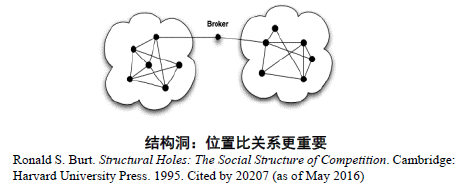 Broker
结构洞：位置比关系更重要
Ronald S. Burt. Structural Holes: The Social Structure of Competition. Cambridge:
Harvard University Press. 1995. Cited by 20207 (as of May 2016)